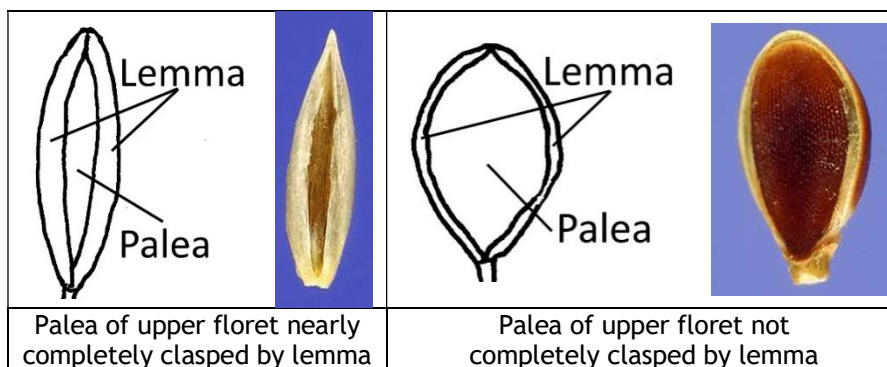 Lemma
Palea
Palea of upper floret nearly
completely clasped by lemma
Lemma
Palea
Palea of upper floret not
completely clasped by lemma